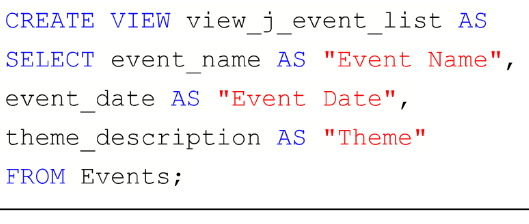 CREATE VIEW view_j_event_list AS
SELECT event_name AS "Event Name",
event_date AS "Event Date",
theme_description AS "Theme"
FROM Events;